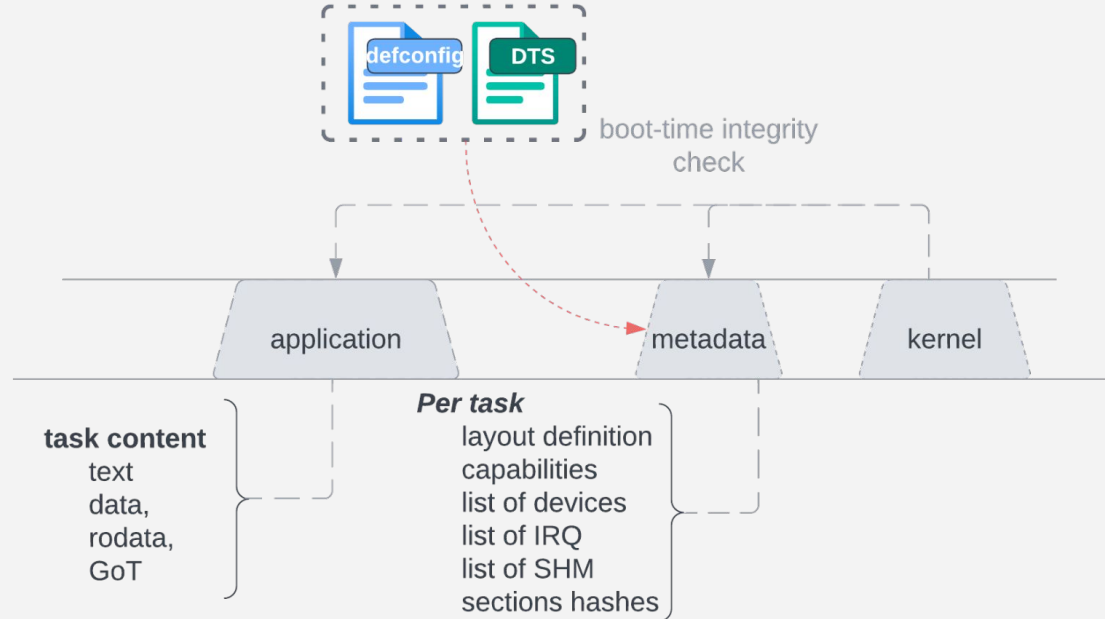 defconfig
DTS
boot-time integrity
check
application
metadata
kernel
task content
text
data,
rodata,
GoT
Per task
layout definition
capabilities
list of devices
list of IRQ
list of SHM
sections hashes